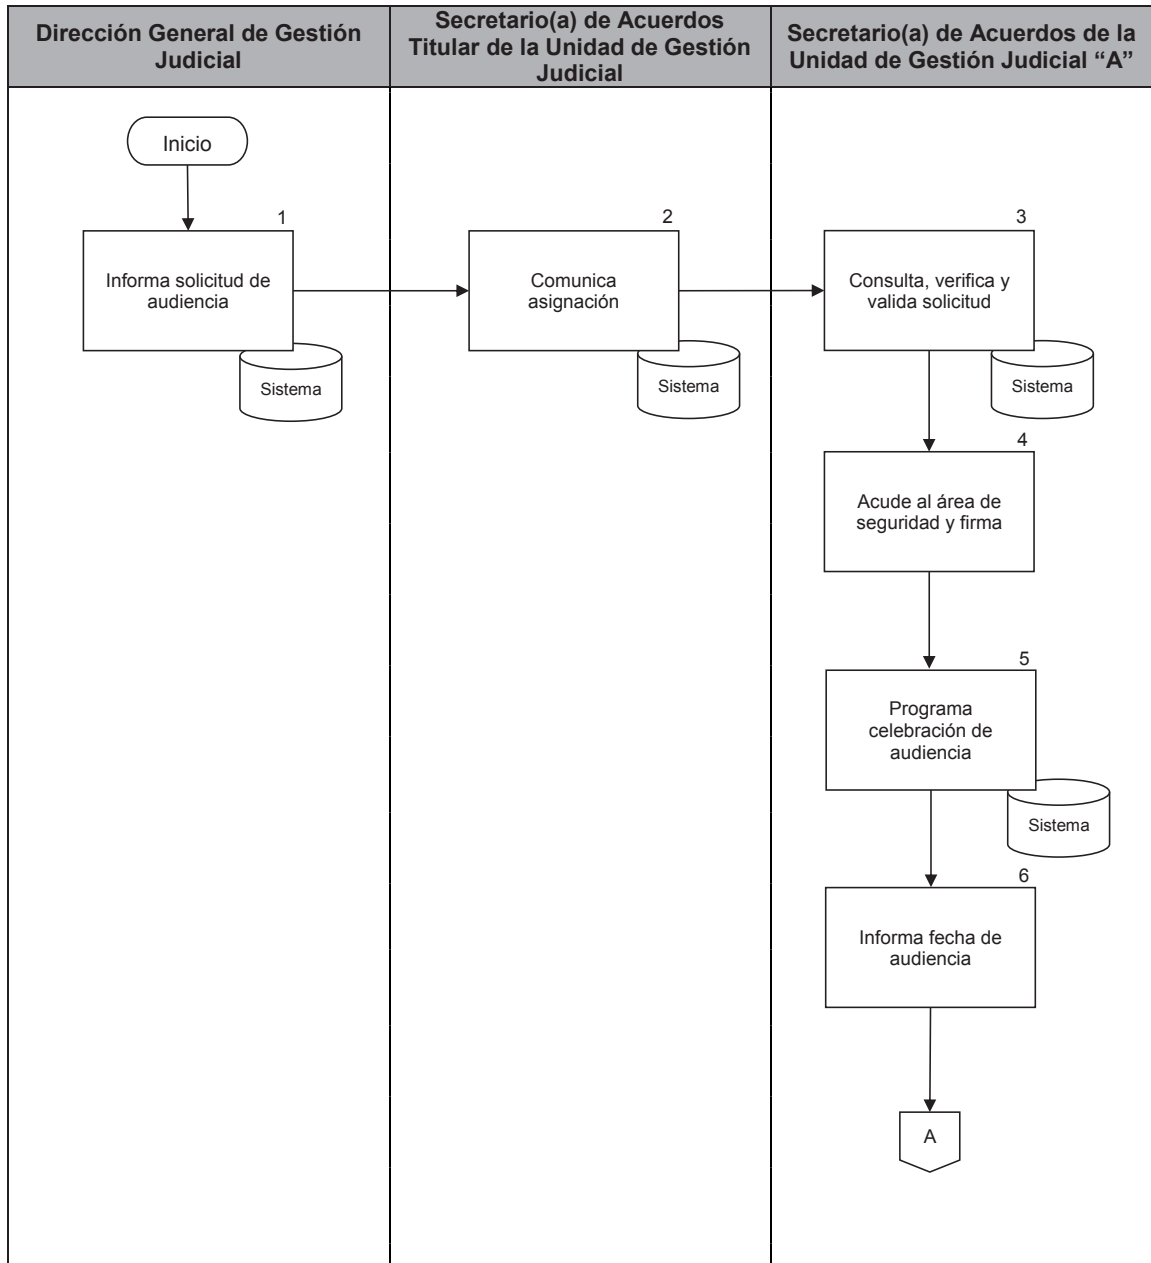 Dirección General de Gestión
Judicial
Secretario(a) de Acuerdos
Titular de la Unidad de Gestión
Judicial
Secretario(a) de Acuerdos de la
Unidad de Gestión Judicial “A”
Inicio
1
Informa solicitud de
audiencia
Sistema
2
Comunica
asignación
Sistema
3
Consulta, verifica y
valida solicitud
Sistema
4
Acude al área de
seguridad y firma
5
Programa
celebración de
audiencia
Sistema
6
Informa fecha de
audiencia
A